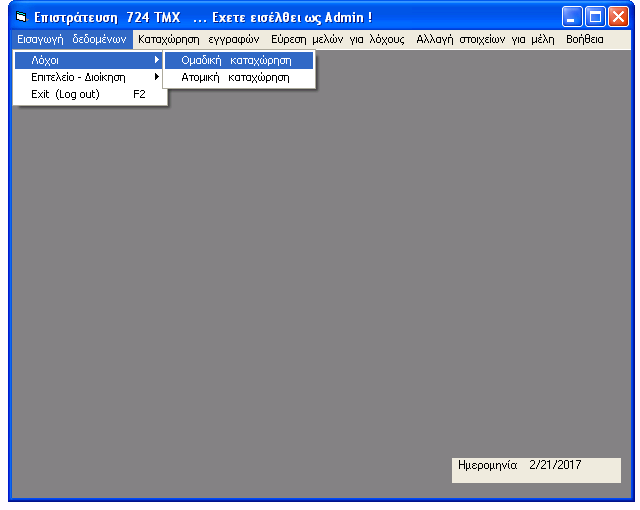 Επιστράτευση 724 ΤΜΧ ... Εχετε εισέλθει ως Admin !
Εισαγωγή δεδομένων Καταχώρηση εγγραφών Εύρεση μελών για λόχους Αλλαγή στοιχείων για μέλη Βοήθεια
Λόχοι Ομαδική καταχώρηση
Επιτελείο - Διοίκηση Ατομική καταχώρηση
Exit (Log out) F2
Ημερομηνία 2/21/2017